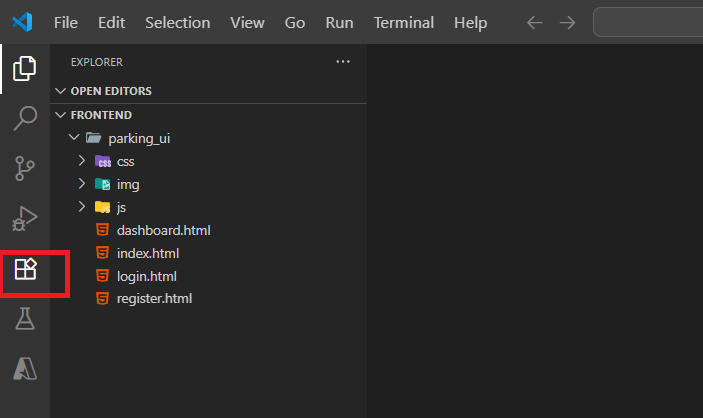 File Edit Selection View Go Run Terminal Help
EXPLORER
OPEN EDITORS
FRONTEND
parking_ui
css
img
js
dashboard.html
index.html
login.html
register.html